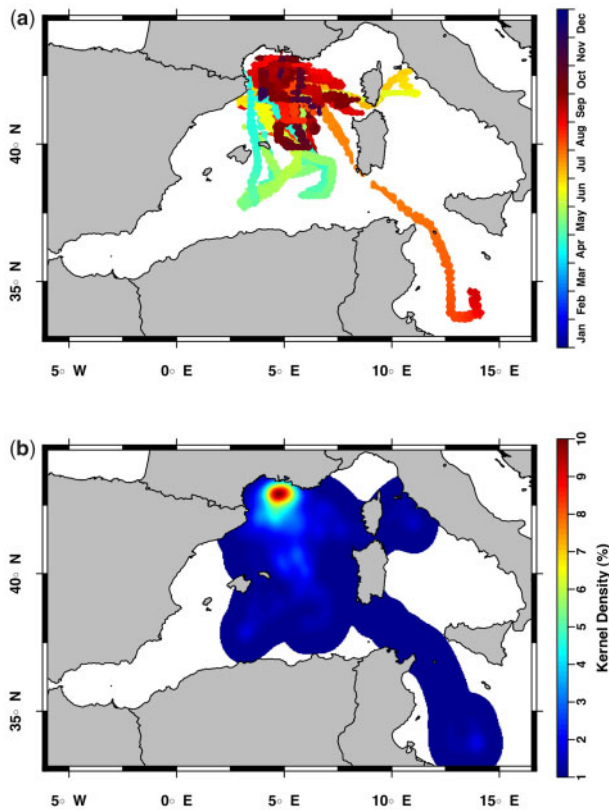 (a)
40 N
35 N
5○ W
0○ E
5○ E
10○ E
15○ E
Jan Feb Mar Apr May Jun Jul Aug Sep Oct Nov Dec
(b)
40 N
35 N
5○ W
0○ E
5○ E
10○ E
15○ E
1 2 3 4 5 6 7 8 9 10
Kernel Density (%)